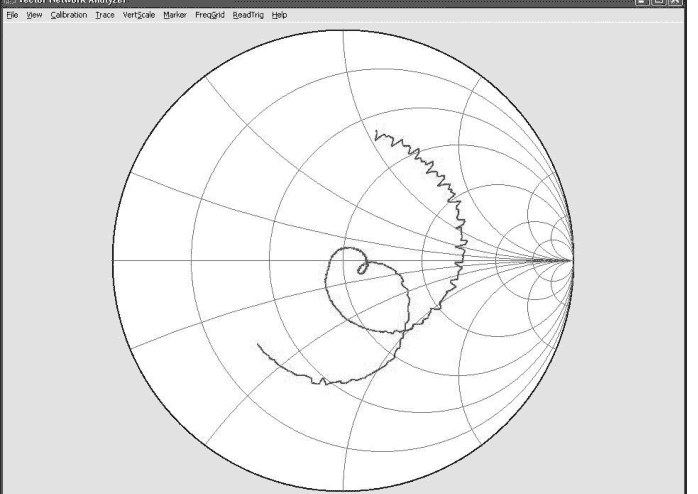 Vector Network Analyzer
File View Calibration Trace VertScale Marker FreqGrid ReadTrig Help